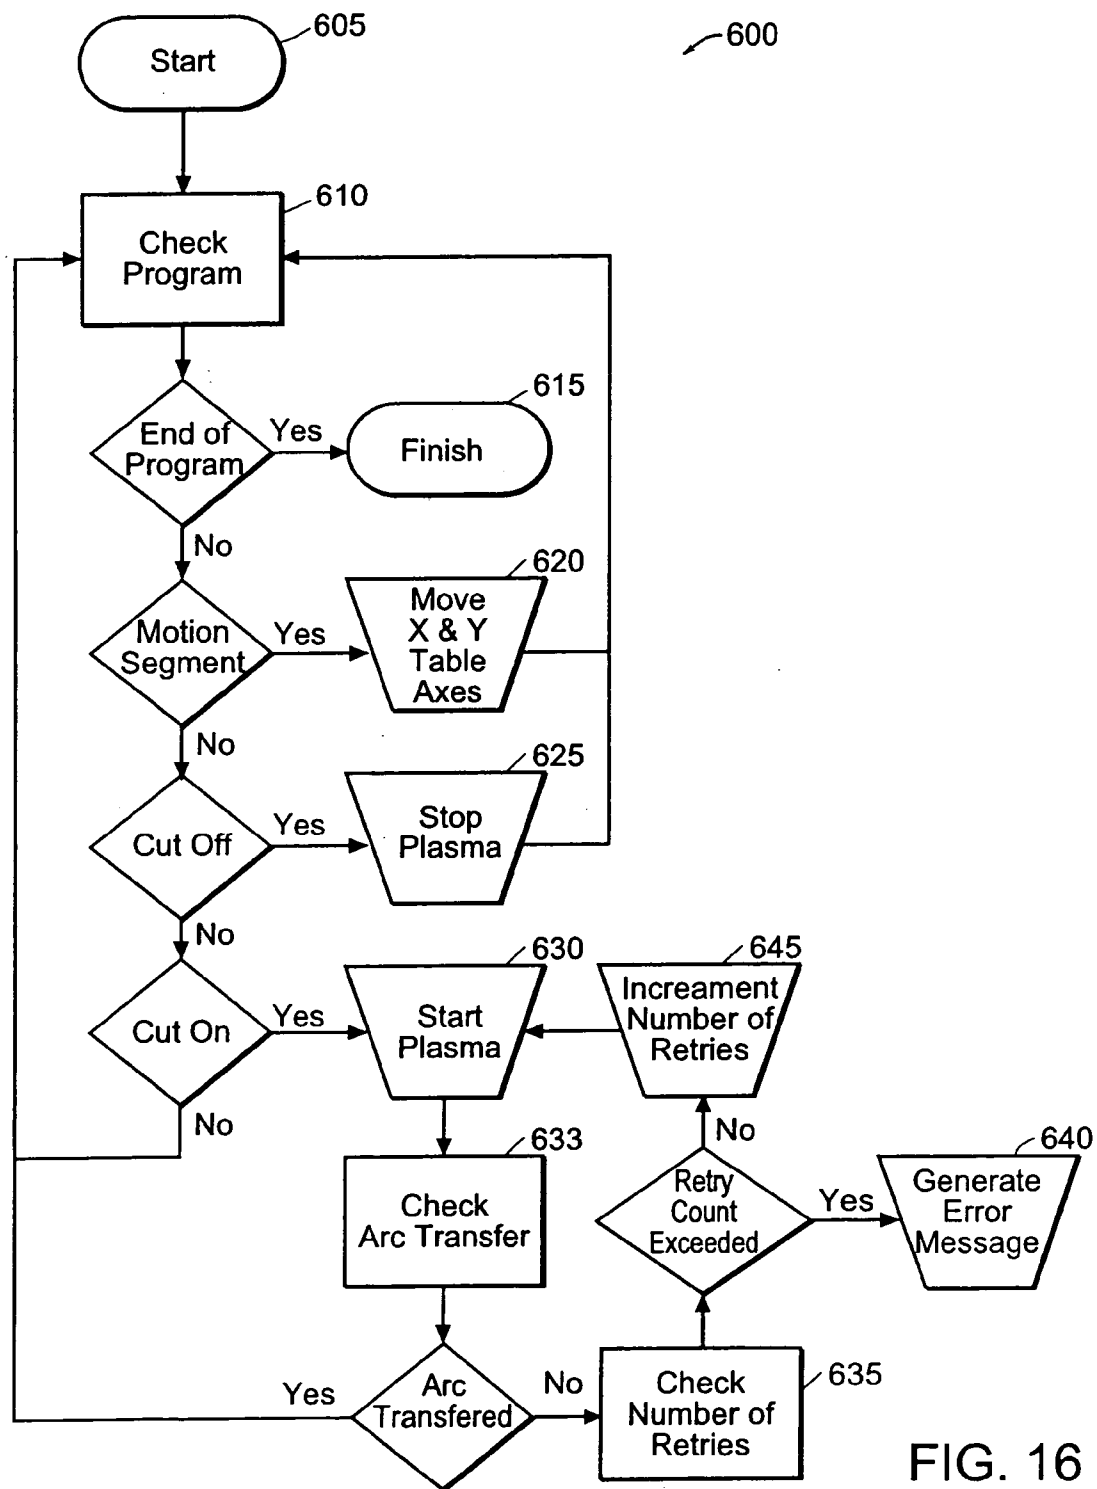 605
Start
600
610
Check
Program
615
End of
Program
Yes
Finish
No
620
Motion
Segment
Yes
Move
X & Y
Table
Axes
No
625
Cut Off
Yes
Stop
Plasma
No
630
645
Cut On
Yes
Start
Plasma
Increament
Number of
Retries
No
633
No
640
Check
Arc Transfer
Retry
Count
Exceeded
Yes
Generate
Error
Message
Yes
Arc
Transfered
No
Check
Number of
Retries
635
FIG. 16